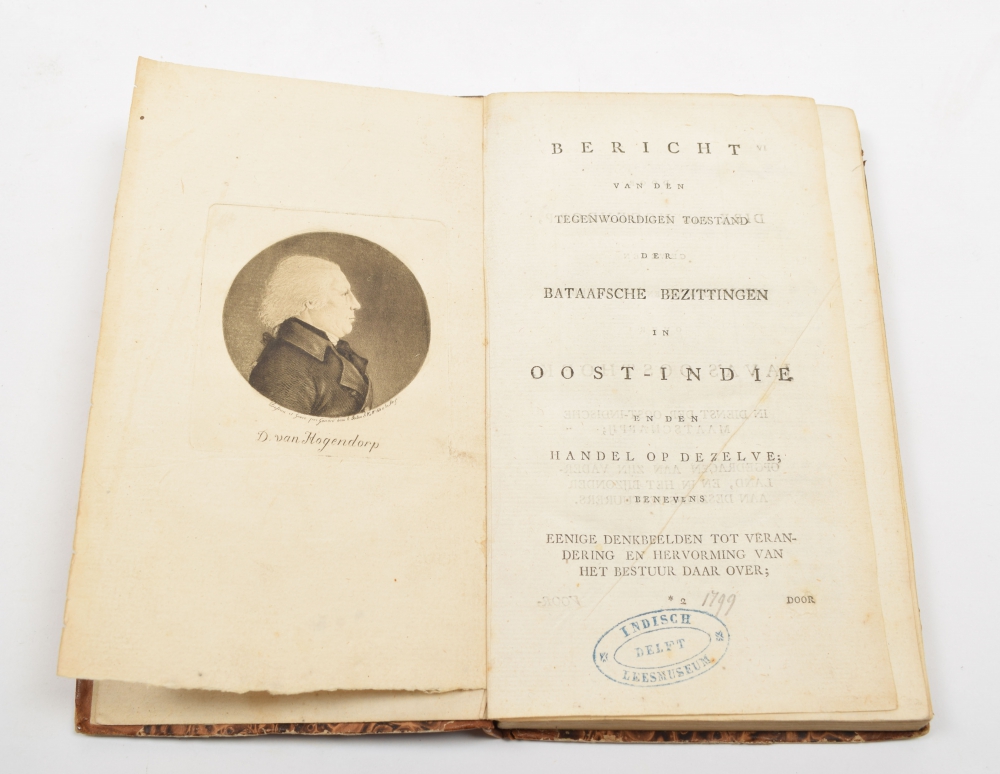 D. van Hogendorp
BERICHT
VAN DEN
TEGENWOORDIGEN TOESTAND
DER
BATAAFSCHE BEZITTINGEN
IN
OOST-INDIE
EN DEN
HANDEL OP DEZELVE;
BENEVENS
EENIGE DENKBEELDEN TOT VERAN-
DERING EN HERVORMING VAN
HET BESTUUR DAAR OVER;
*2 1799 DOOR
INDISCH
DELFT
LEESMUSEUM